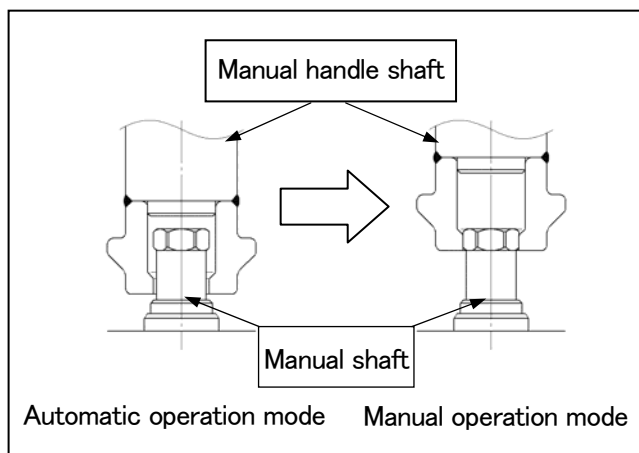 Manual handle shaft
Manual shaft
Automatic operation mode
Manual operation mode